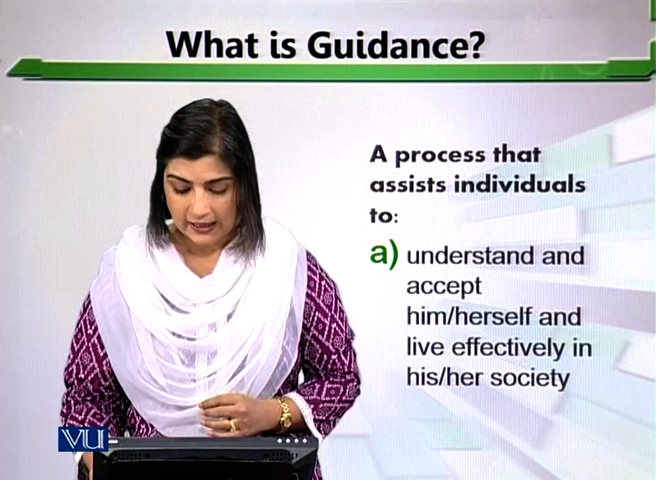 What is Guidance?
A process that
assists individuals
to:
a) understand and
accept
him/herself and
live effectively in
his/her society
VU